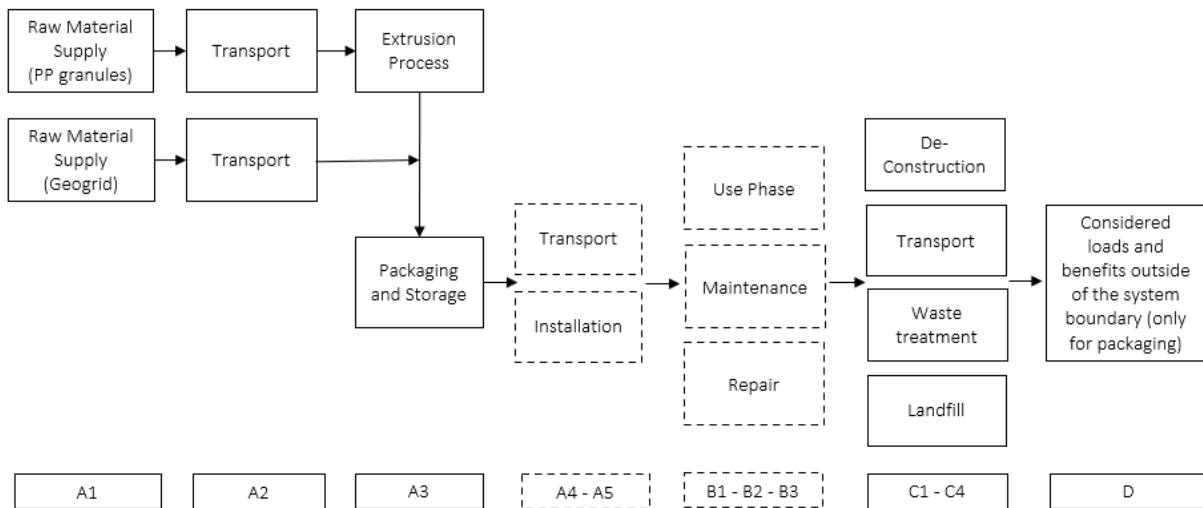 Raw Material
Supply
(PP granules)
Transport
Extrusion
Process
Raw Material
Supply
(Geogrid)
Transport
De-
Construction
Use Phase
Transport
Packaging
and Storage
Installation
Maintenance
Repair
Transport
Waste
treatment
Landfill
Considered
loads and
benefits outside
of the system
boundary (only
for packaging)
A1
A2
A3
A4 - A5
B1 - B2 - B3
C1 - C4
D